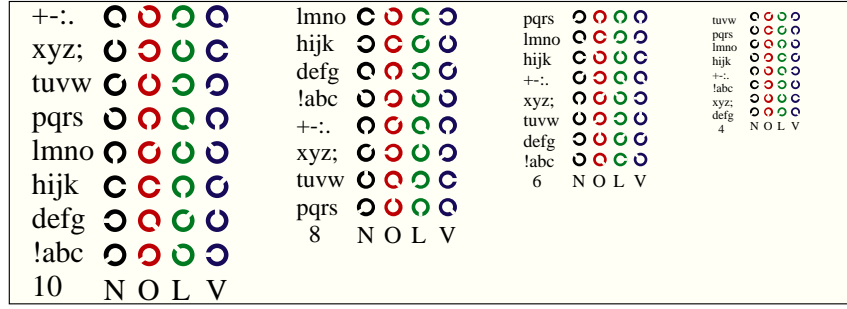 +-:.
xyz;
tuvw
pqrs
lmno
hijk
defg
!abc
10 N O L V
lmno
hijk
defg
!abc
+-:.
xyz;
tuvw
pqrs
8 N O L V
pqrs
lmno
hijk
+-:.
xyz;
tuvw
defg
!abc
6 N O L V
tuvw
pqrs
lmno
hijk
+-:.
!abc
xyz;
defg
4 N O L V